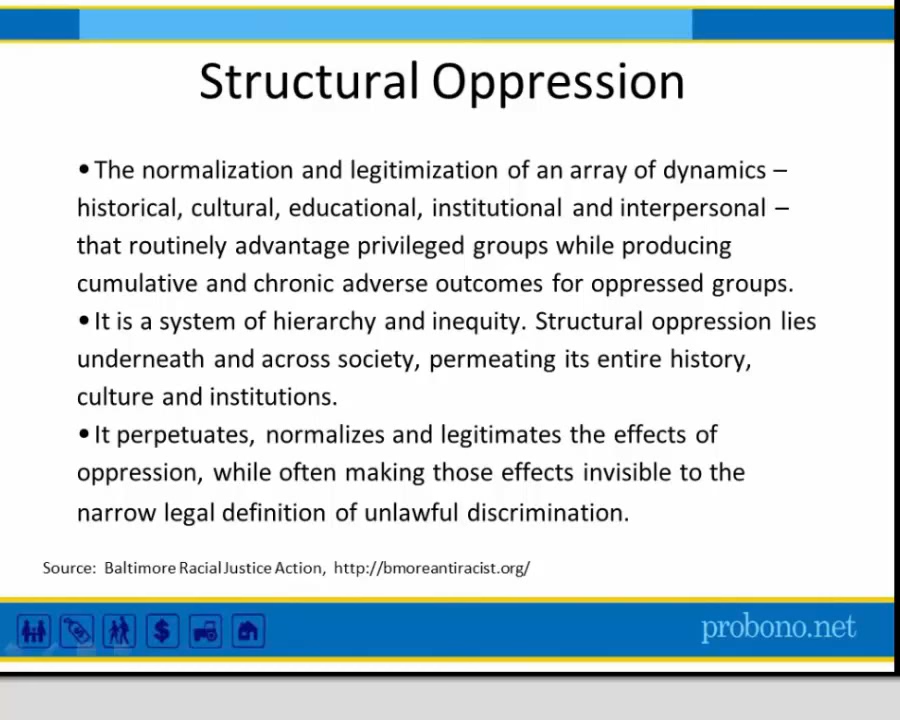 Structural Oppression
•The normalization and legitimization of an array of dynamics –
historical, cultural, educational, institutional and interpersonal –
that routinely advantage privileged groups while producing
cumulative and chronic adverse outcomes for oppressed groups.
•It is a system of hierarchy and inequity. Structural oppression lies
underneath and across society, permeating its entire history,
culture and institutions.
•It perpetuates, normalizes and legitimates the effects of
oppression, while often making those effects invisible to the
narrow legal definition of unlawful discrimination.
Source: Baltimore Racial Justice Action, http://bmoreantiracist.org/
$
probono.net